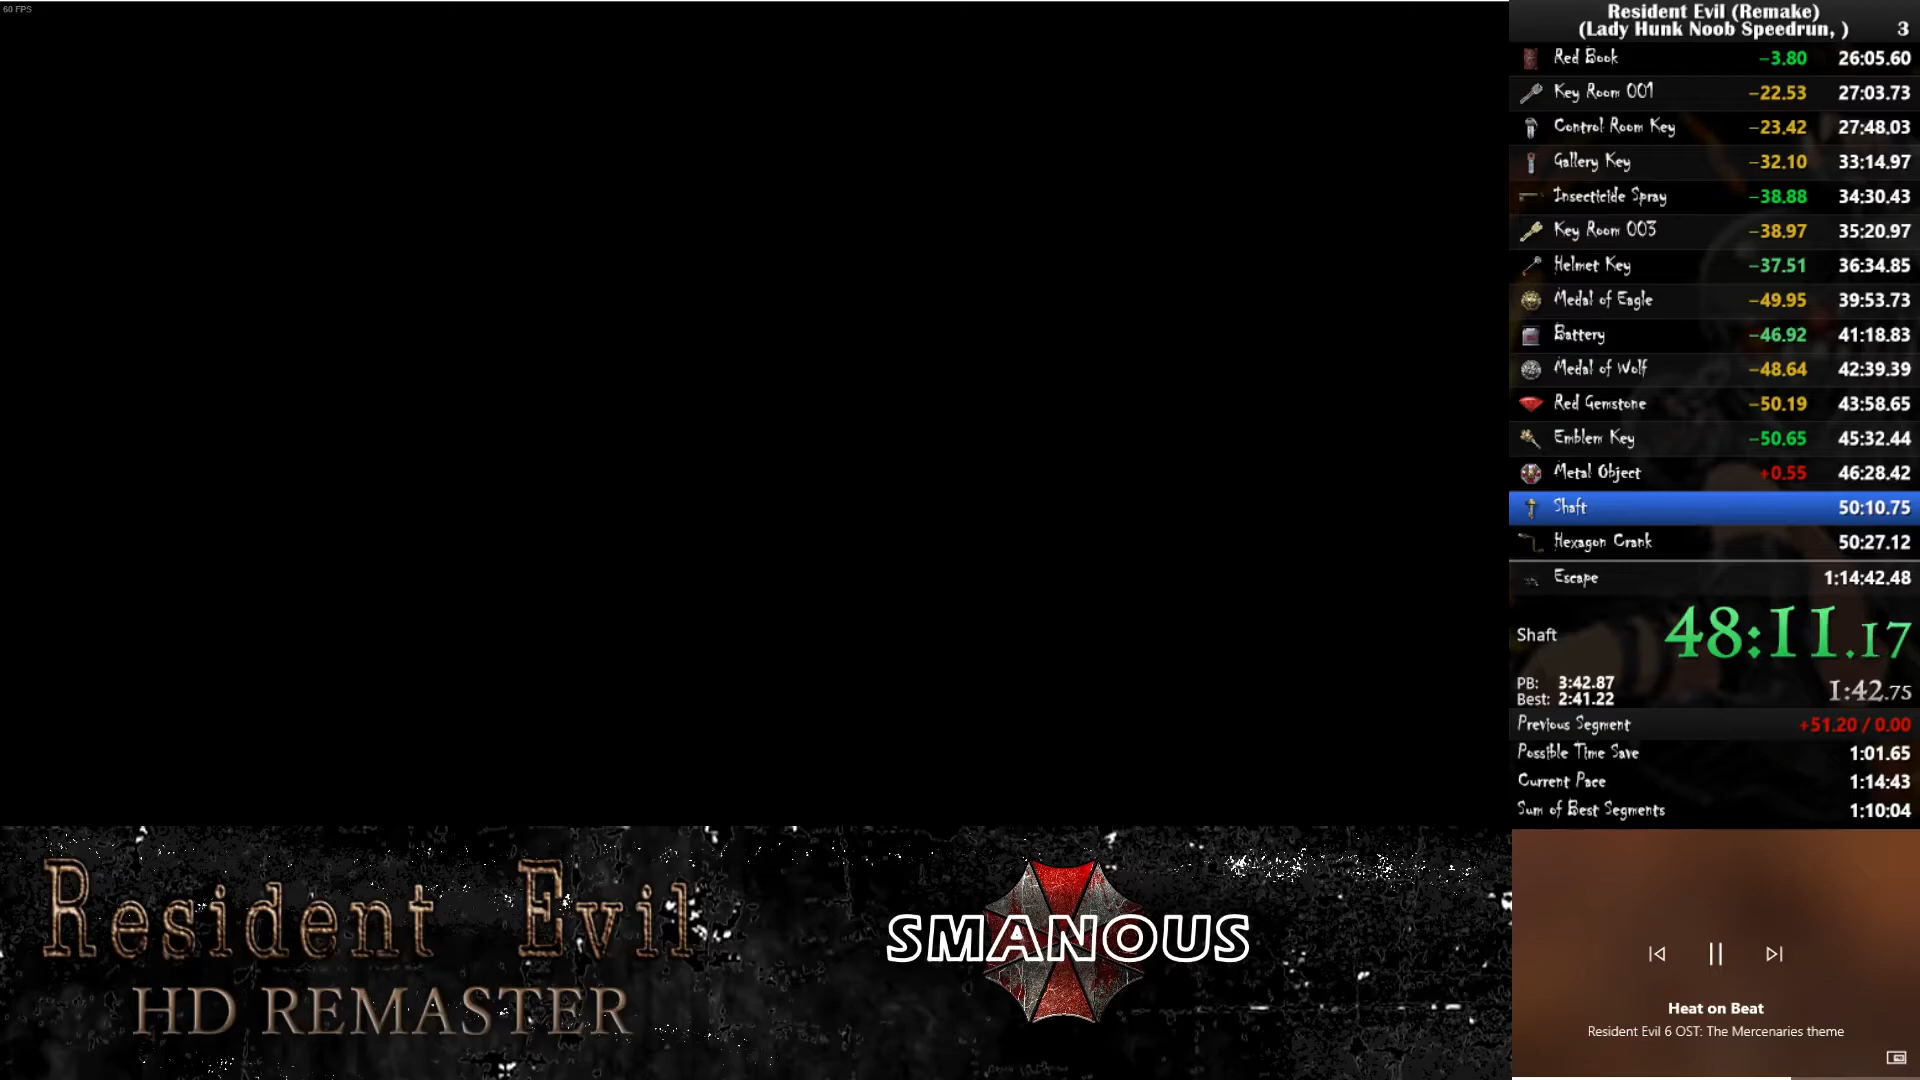 60 FPS
Resident Evil (Remake)
(Lady Hunk Noob Speedrun, ) 3
Red Book −3.80 26:05.60
Key Room 001 −22.53 27:03.73
Control Room Key −23.42 27:48.03
Gallery Key −32.10 33:14.97
Insecticide Spray −38.88 34:30.43
Key Room 003 −38.97 35:20.97
Helmet Key −37.51 36:34.85
Medal of Eagle −49.95 39:53.73
Battery −46.92 41:18.83
Medal of Wolf −48.64 42:39.39
Red Gemstone −50.19 43:58.65
Emblem Key −50.65 45:32.44
Metal Object +0.55 46:28.42
Shaft 50:10.75
Hexagon Crank 50:27.12
Escape 1:14:42.48
Shaft 48:11.17
PB: 3:42.87
Best: 2:41.22 1:42.75
Previous Segment +51.20 / 0.00
Possible Time Save 1:01.65
Current Pace 1:14:43
Sum of Best Segments 1:10:04
Resident Evil
HD REMASTER
SMANOUS
Heat on Beat
Resident Evil 6 OST: The Mercenaries theme